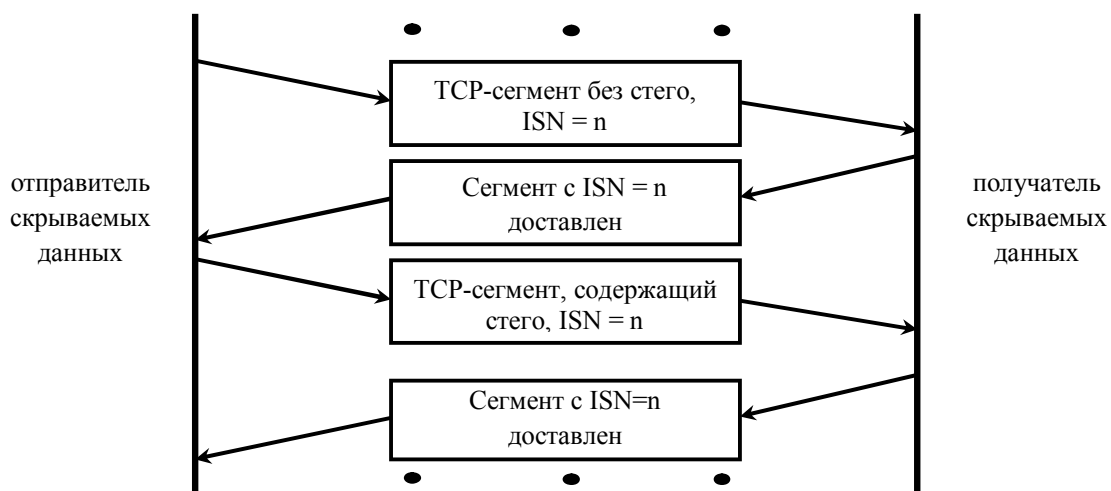 TCP-сегмент без стего,
ISN = n
отправитель
скрываемых
данных
Сегмент с ISN = n
доставлен
получатель
скрываемых
данных
TCP-сегмент, содержащий
стего, ISN = n
Сегмент с ISN=n
доставлен